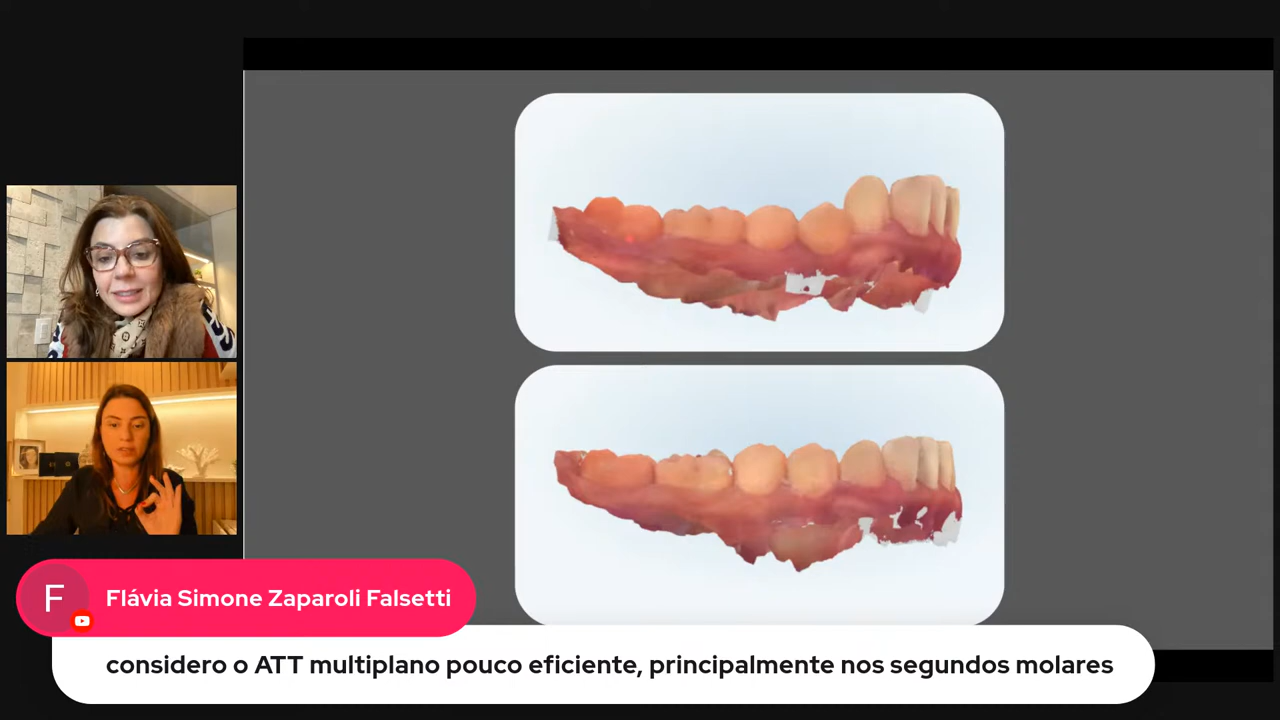 F
Flávia Simone Zaparoli Falsetti
considero o ATT multiplano pouco eficiente, principalmente nos segundos molares